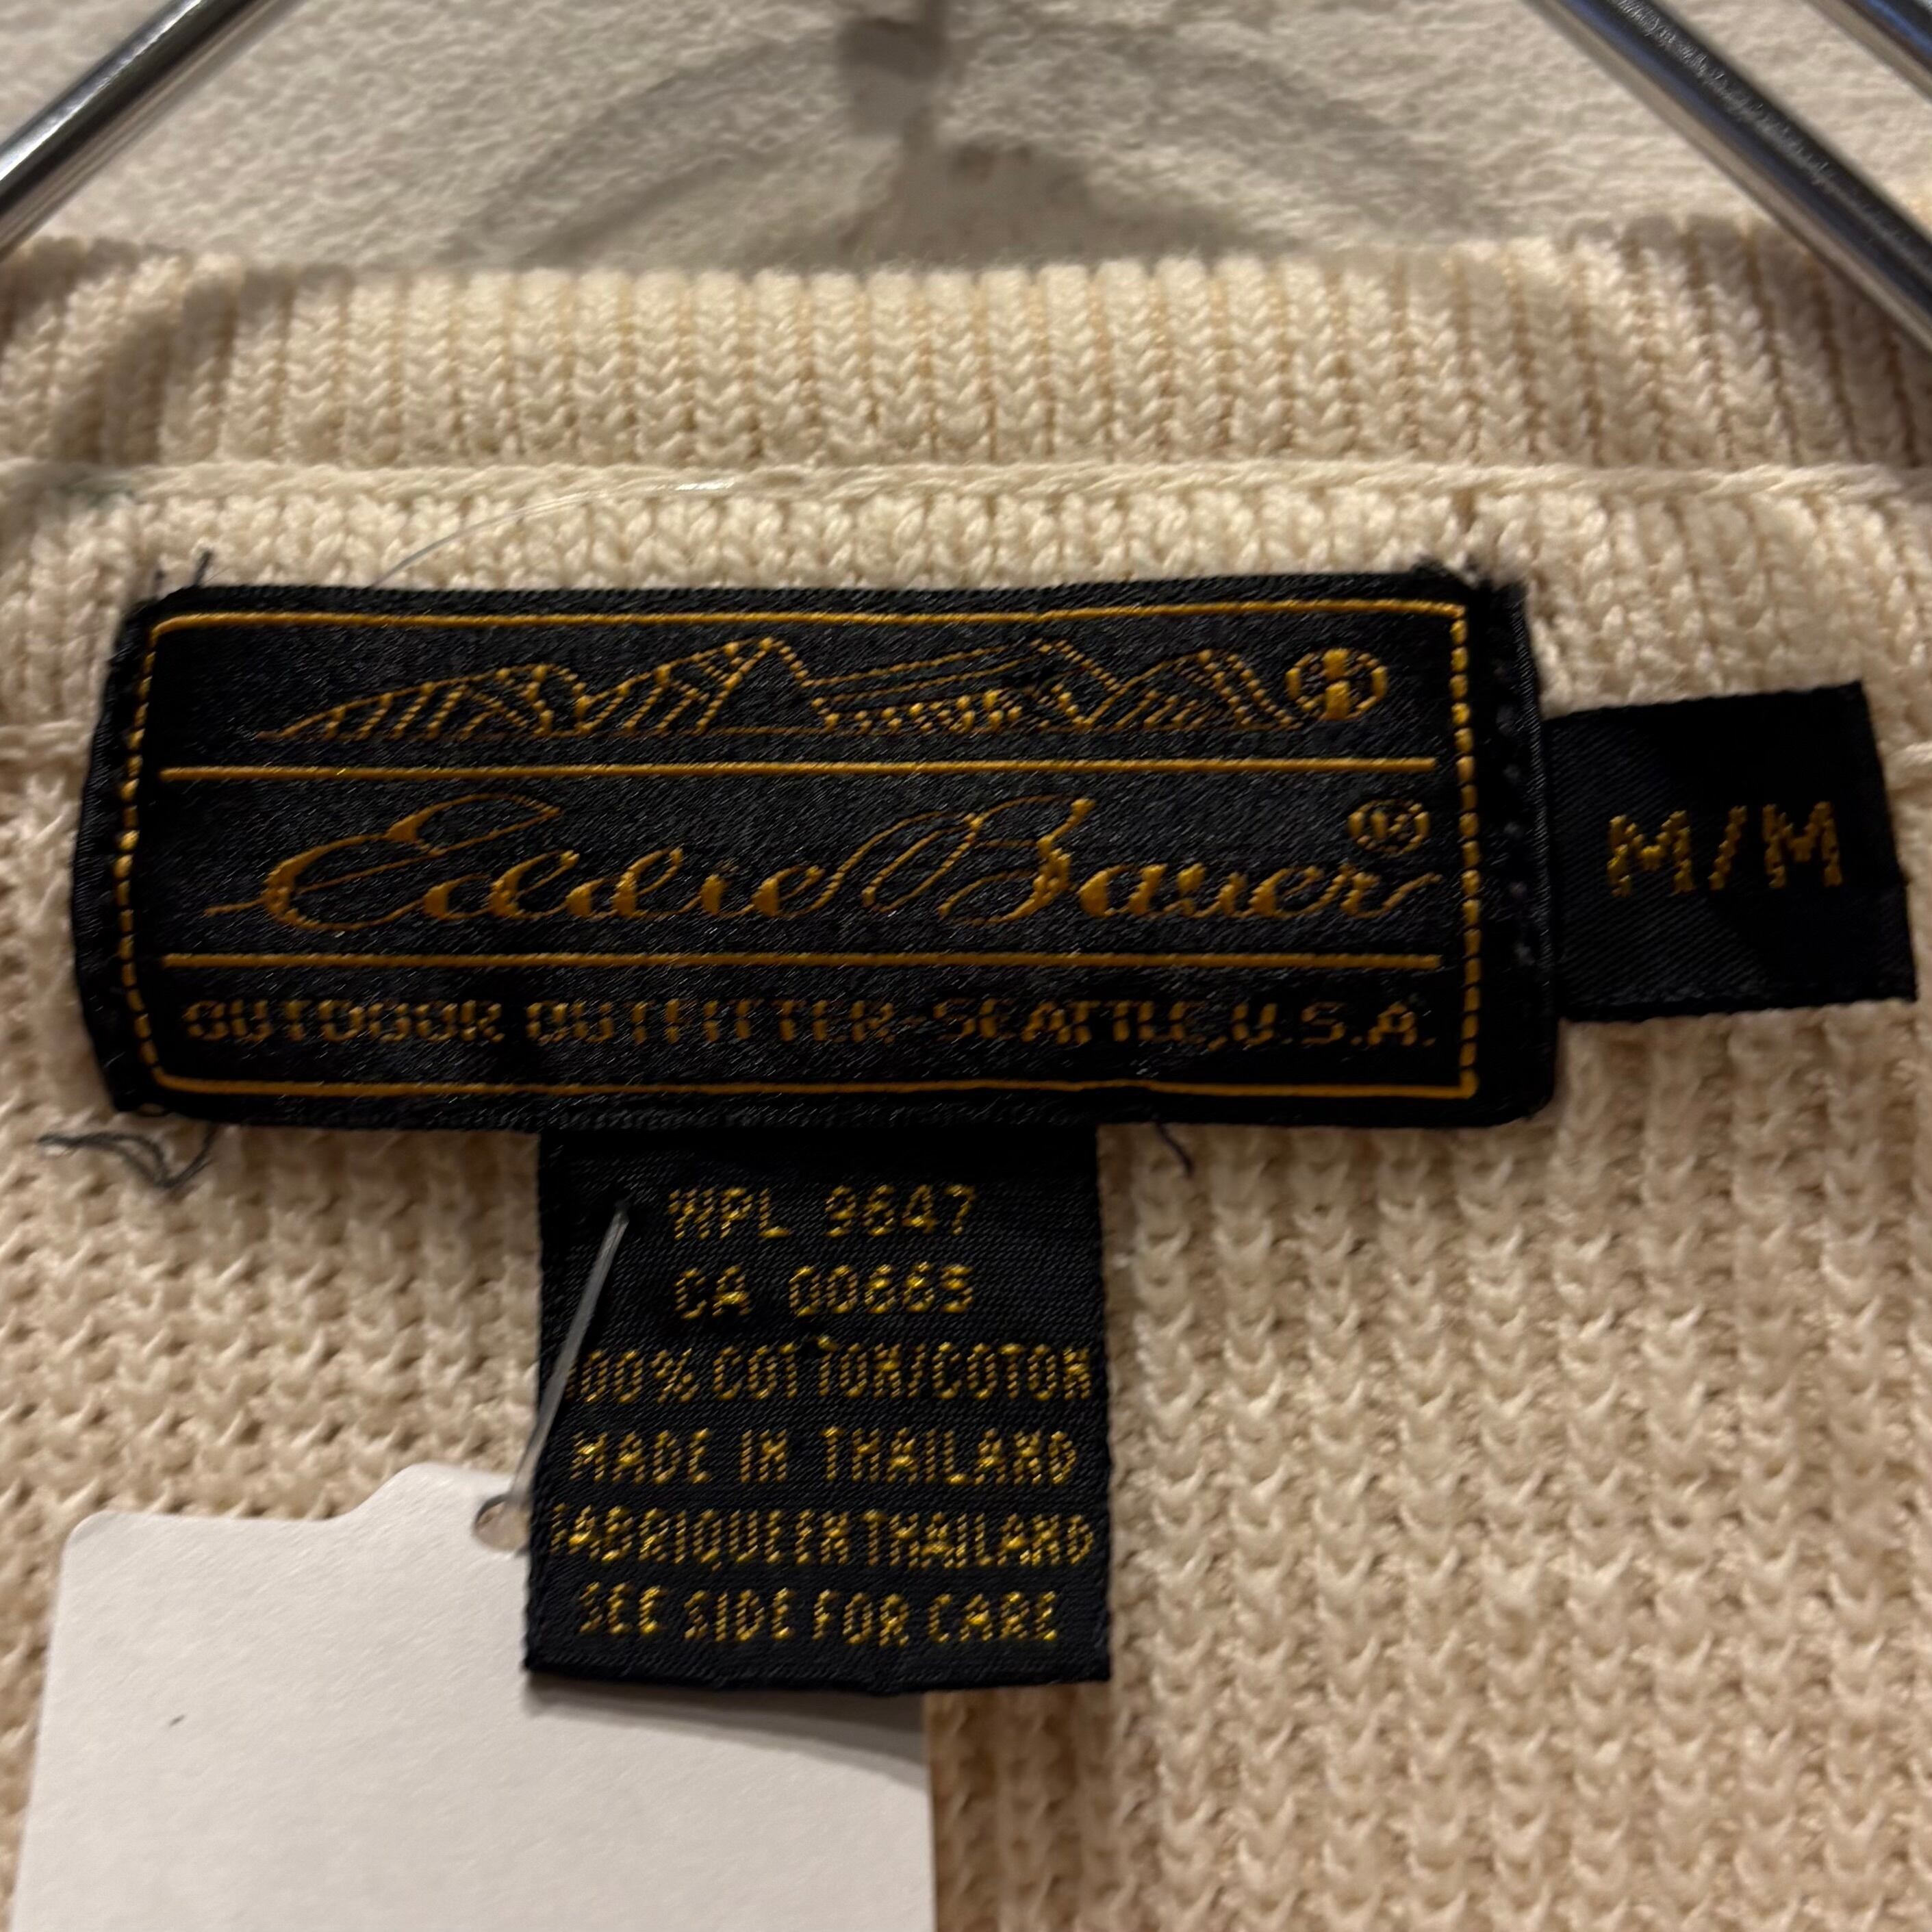 Eddie Bauer®
OUTDOOR OUTFITTER-SEATTLE,U.S.A.
M/M
WPL 9647
CA 00665
100% COTTON/COTON
MADE IN THAILAND
FABRIQUE EN THAILAND
SEE SIDE FOR CARE